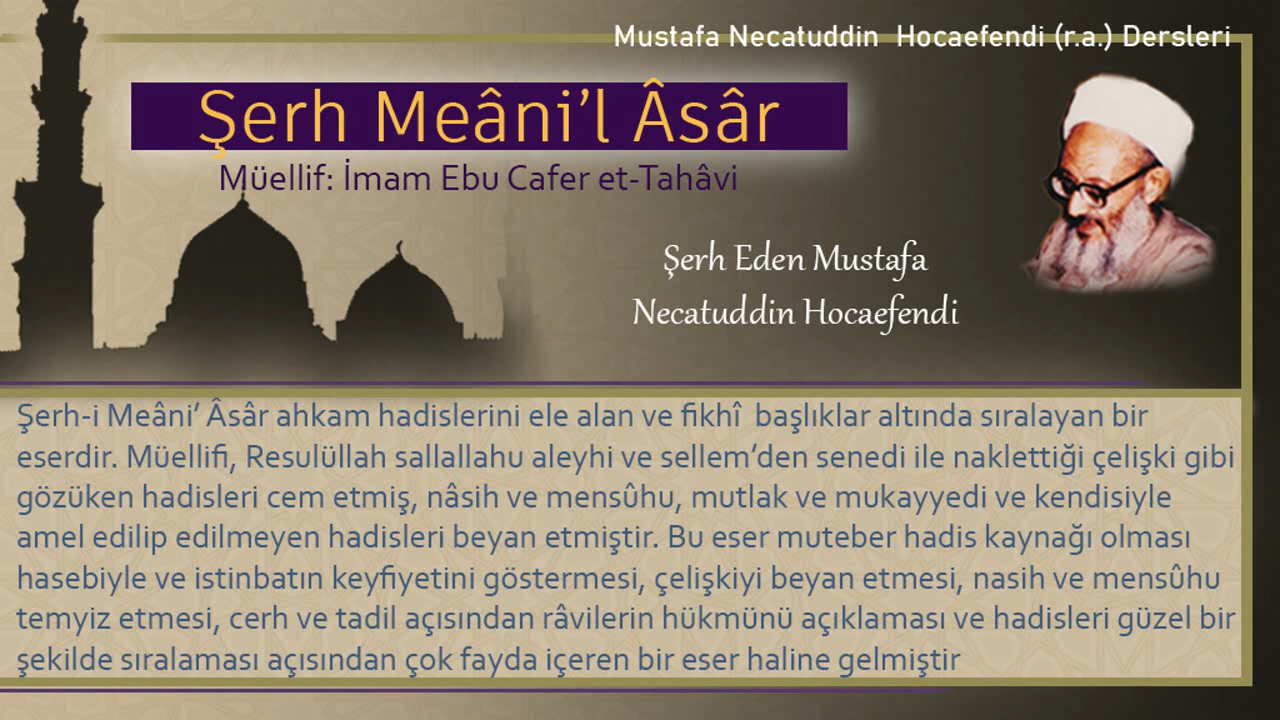 Mustafa Necatuddin Hocaefendi (r.a.) Dersleri
Şerh Meâni'l Âsâr
Müellif: İmam Ebu Cafer et-Tahâvi
Şerh Eden Mustafa
Necatuddin Hocaefendi
Şerh-i Meâni' Âsâr ahkam hadislerini ele alan ve fikhî başlıklar altında sıralayan bir
eserdir. Müellifi, Resulüllah sallallahu aleyhi ve sellem'den senedi ile naklettiği çelişki gibi
gözüken hadisleri cem etmiş, nâsih ve mensûhu, mutlak ve mukayyedi ve kendisiyle
amel edilip edilmeyen hadisleri beyan etmiştir. Bu eser muteber hadis kaynağı olması
hasebiyle ve istinbatın keyfiyetini göstermesi, çelişkiyi beyan etmesi, nasih ve mensûhu
temyiz etmesi, cerh ve tadil açısından râvilerin hükmünü açıklaması ve hadisleri güzel bir
şekilde sıralaması açısından çok fayda içeren bir eser haline gelmiştir